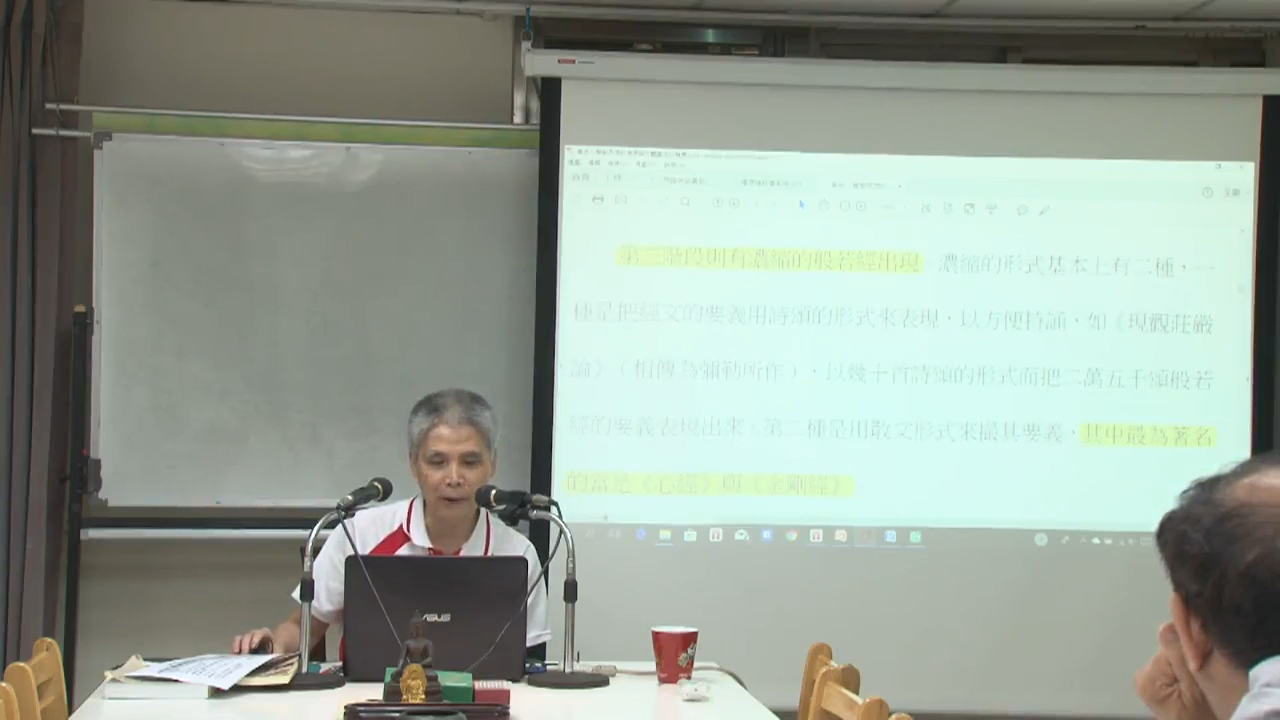 第三階段則有濃縮的般若經出現，濃縮的形式基本上有二種，一
種是把經文的要義用詩頌的形式來表現，以方便持誦，如《現觀莊嚴
論》（相傳為彌勒所作），以幾十首詩頌的形式而把二萬五千頌般若
經的要義表現出來，第二種是用散文形式來撮其要義，其中最為著名
的當是《心經》與《金剛經》
ASUS